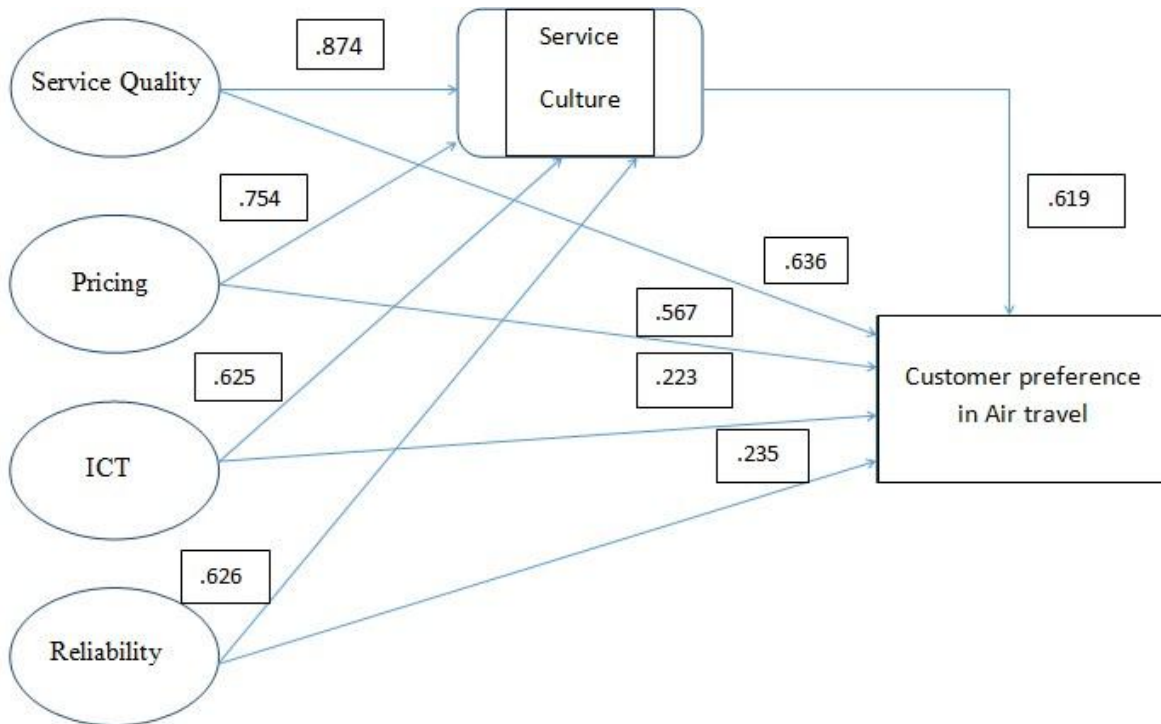 Service
Culture
.874
Service Quality
.754
.619
.636
Pricing
.567
.223
.625
Customer preference
in Air travel
.235
ICT
.626
Reliability